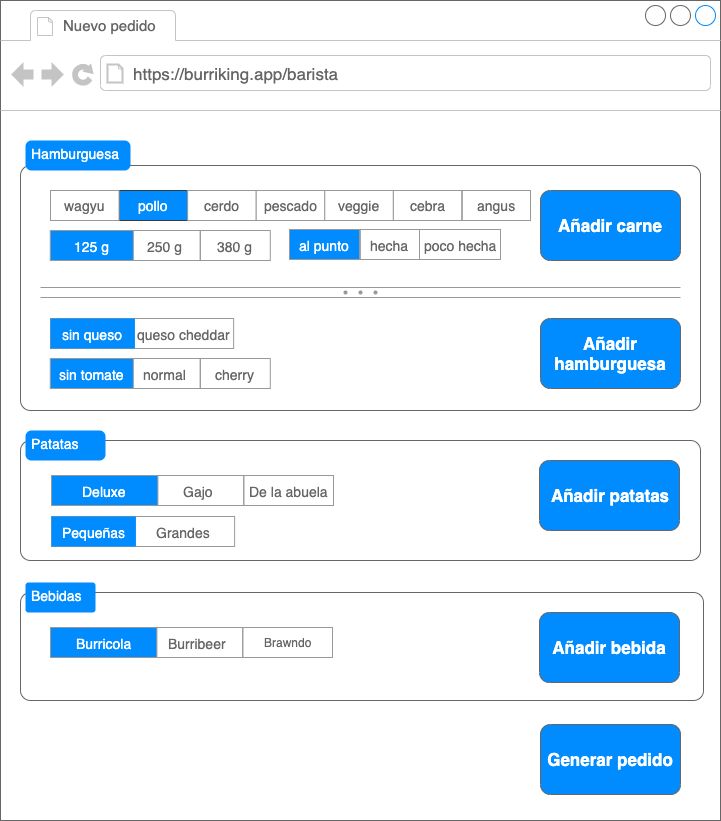 Nuevo pedido
https://burriking.app/barista
Hamburguesa
wagyu pollo cerdo pescado veggie cebra angus
Añadir carne
125 g 250 g 380 g al punto hecha poco hecha
sin queso queso cheddar
Añadir
hamburguesa
sin tomate normal cherry
Patatas
Deluxe Gajo De la abuela
Añadir patatas
Pequeñas Grandes
Bebidas
Burricola Burribeer Brawndo
Añadir bebida
Generar pedido